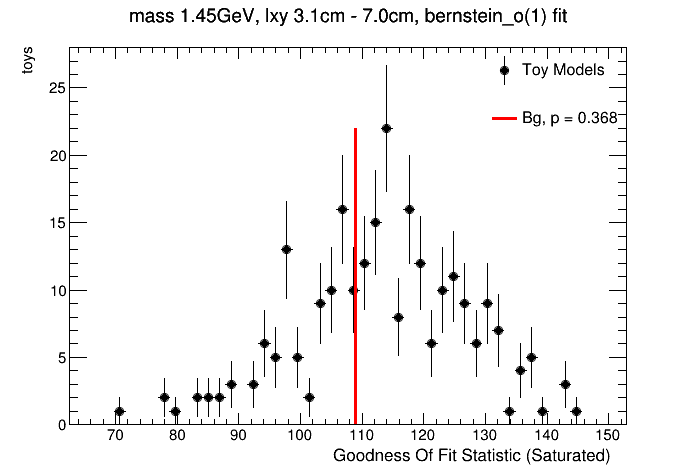 mass 1.45GeV, lxy 3.1cm - 7.0cm, bernstein_o(1) fit
toys
Toy Models
Bg, p = 0.368
25
20
15
10
5
0
70 80 90 100 110 120 130 140 150
Goodness Of Fit Statistic (Saturated)